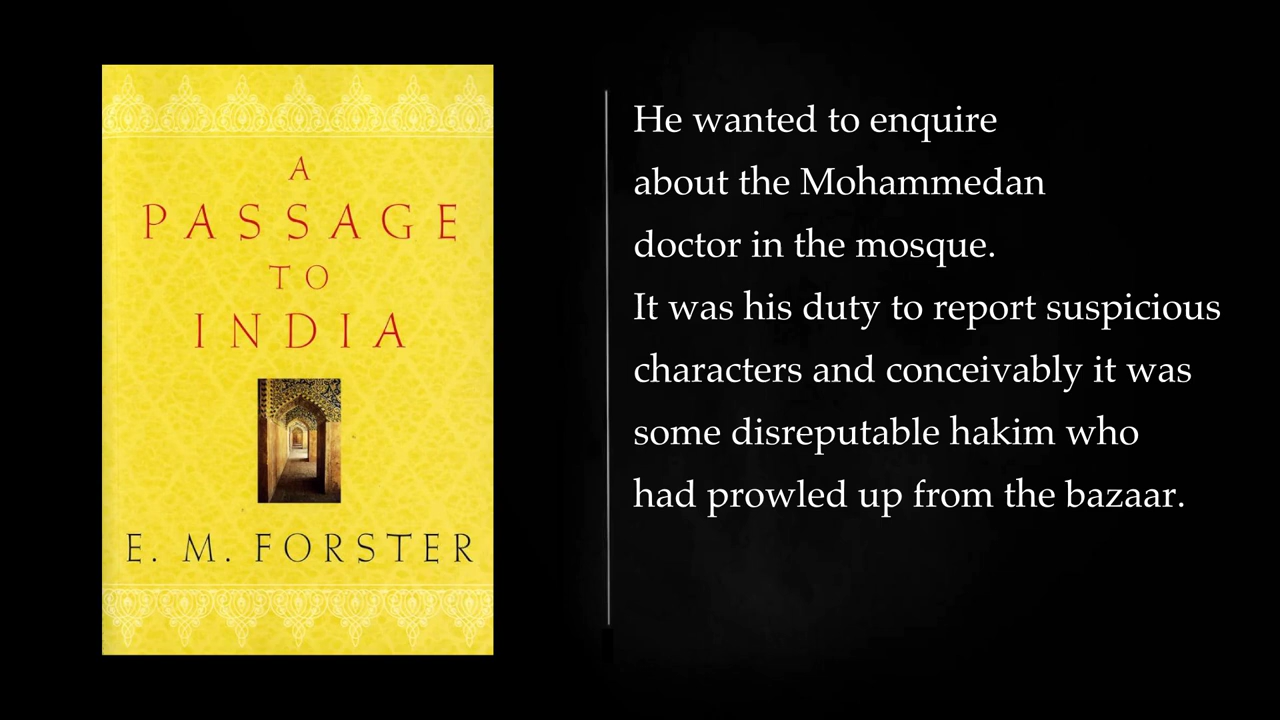 A
PASSAGE
TO
INDIA
E. M. FORSTER
He wanted to enquire
about the Mohammedan
doctor in the mosque.
It was his duty to report suspicious
characters and conceivably it was
some disreputable hakim who
had prowled up from the bazaar.